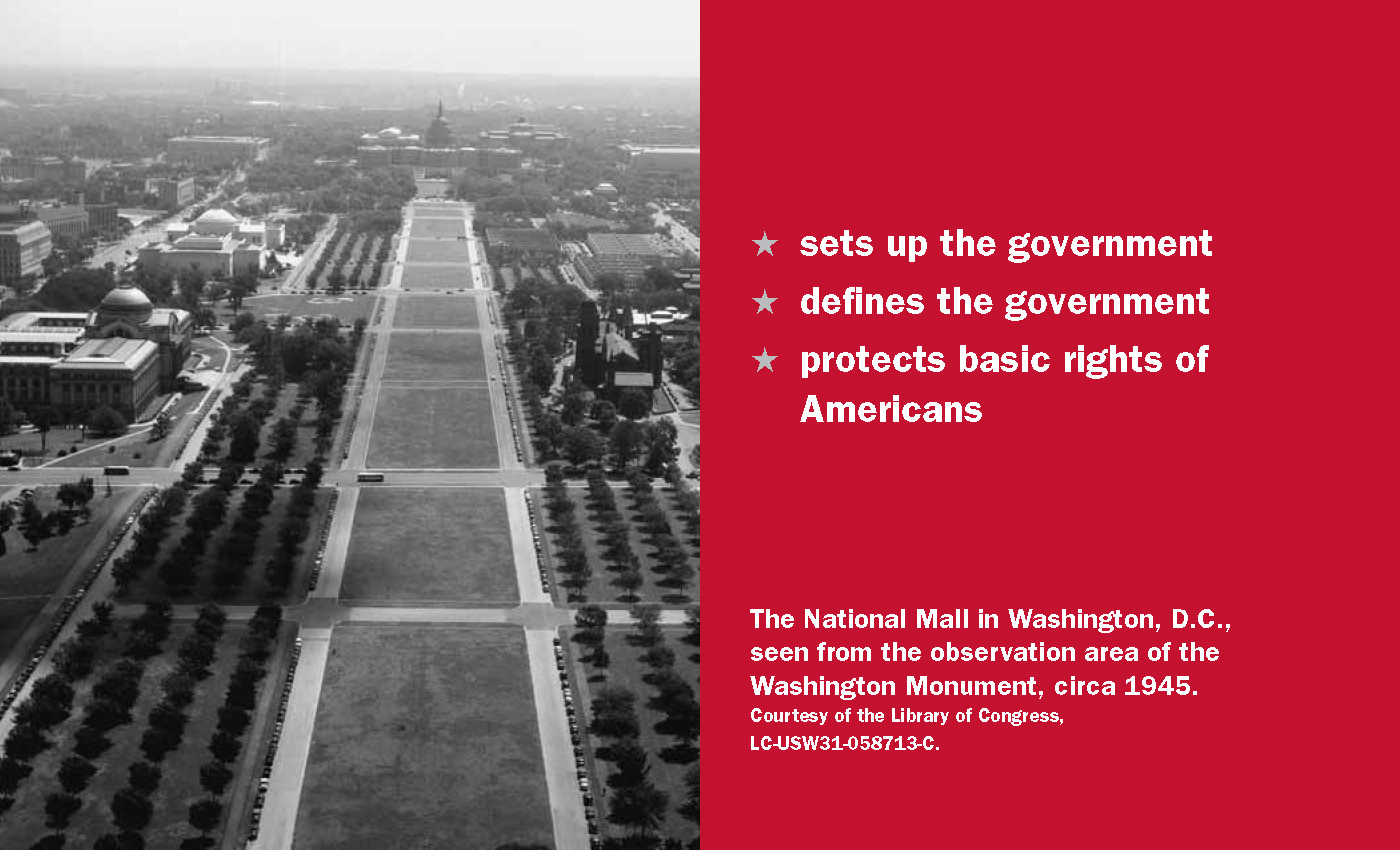 ★ sets up the government
★ defines the government
★ protects basic rights of
Americans
The National Mall in Washington, D.C.,
seen from the observation area of the
Washington Monument, circa 1945.
Courtesy of the Library of Congress,
LC-USW31-058713-C.